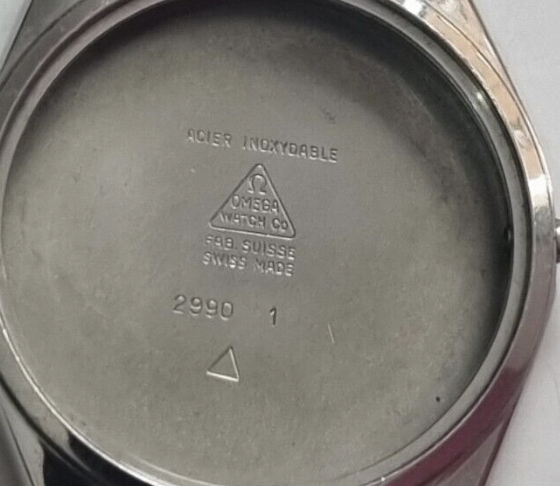 ACIER INOXYDABLE
Ω
OMEGA
WATCH Co
FAB. SUISSE
SWISS MADE
2990 1